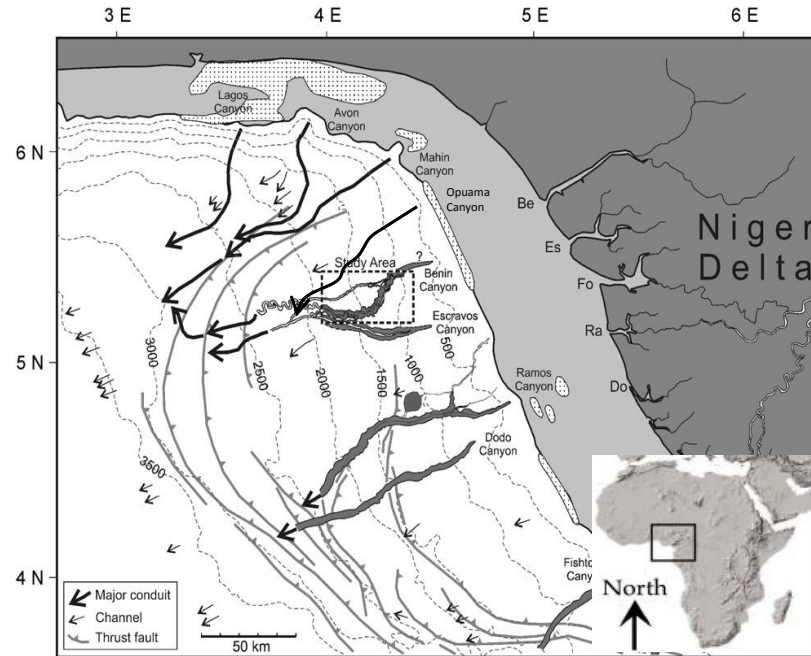 3 E
4 E
5 E
6 E
6 N
5 N
4 N
Lagos
Canyon
Avon
Canyon
Mahin
Canyon
Opuama
Canyon
Study Area
?
Benin
Canyon
Escravos
Canyon
Ramos
Canyon
Dodo
Canyon
Fishto
Cany
Be
Es
Fo
Ra
Do
Niger
Delta
3000
2500
2000
1500
1000
500
3500
Major conduit
Channel
Thrust fault
50 km
North